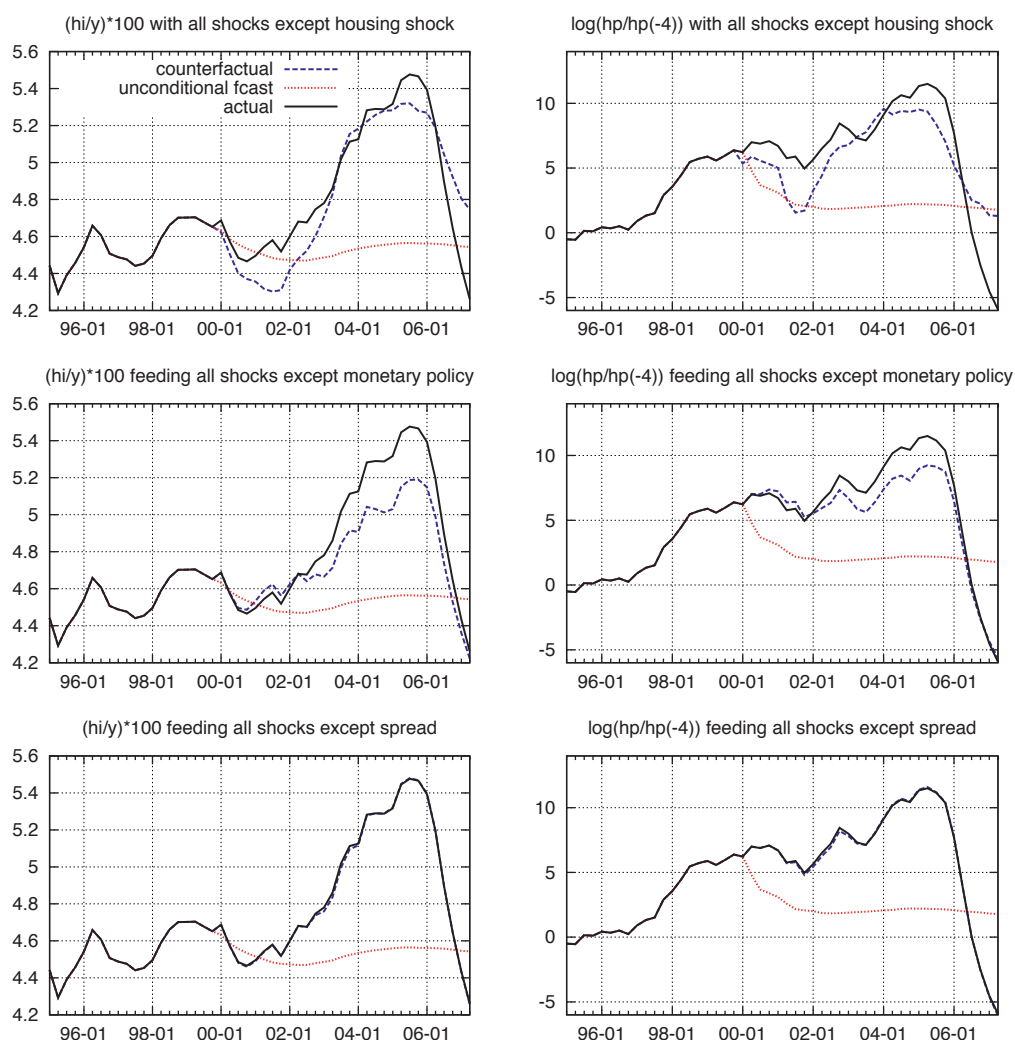 (hi/y)*100 with all shocks except housing shock
5.6
5.4
5.2
5
4.8
4.6
4.4
4.2
counterfactual
unconditional fcast
actual
96-01 98-01 00-01 02-01 04-01 06-01
log(hp/hp(-4)) with all shocks except housing shock
10
5
0
-5
96-01 98-01 00-01 02-01 04-01 06-01
(hi/y)*100 feeding all shocks except monetary policy
5.6
5.4
5.2
5
4.8
4.6
4.4
4.2
96-01 98-01 00-01 02-01 04-01 06-01
log(hp/hp(-4)) feeding all shocks except monetary policy
10
5
0
-5
96-01 98-01 00-01 02-01 04-01 06-01
(hi/y)*100 feeding all shocks except spread
5.6
5.4
5.2
5
4.8
4.6
4.4
4.2
96-01 98-01 00-01 02-01 04-01 06-01
log(hp/hp(-4)) feeding all shocks except spread
10
5
0
-5
96-01 98-01 00-01 02-01 04-01 06-01